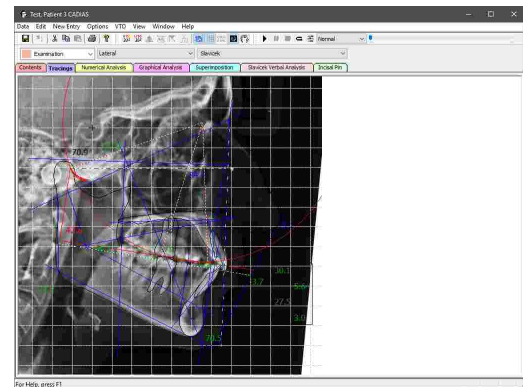 Test, Patient 3 CADIAS
Data Edit New Entry Options VTO View Window Help
Normal
Examination Lateral Slavicek
Contents Tracings Numerical Analysis Graphical Analysis Superimposition Slavicek Verbal Analysis Incisal Pin
70.9
30.1
5.6
3.7
27.5
3.0
70.5
For Help, press F1